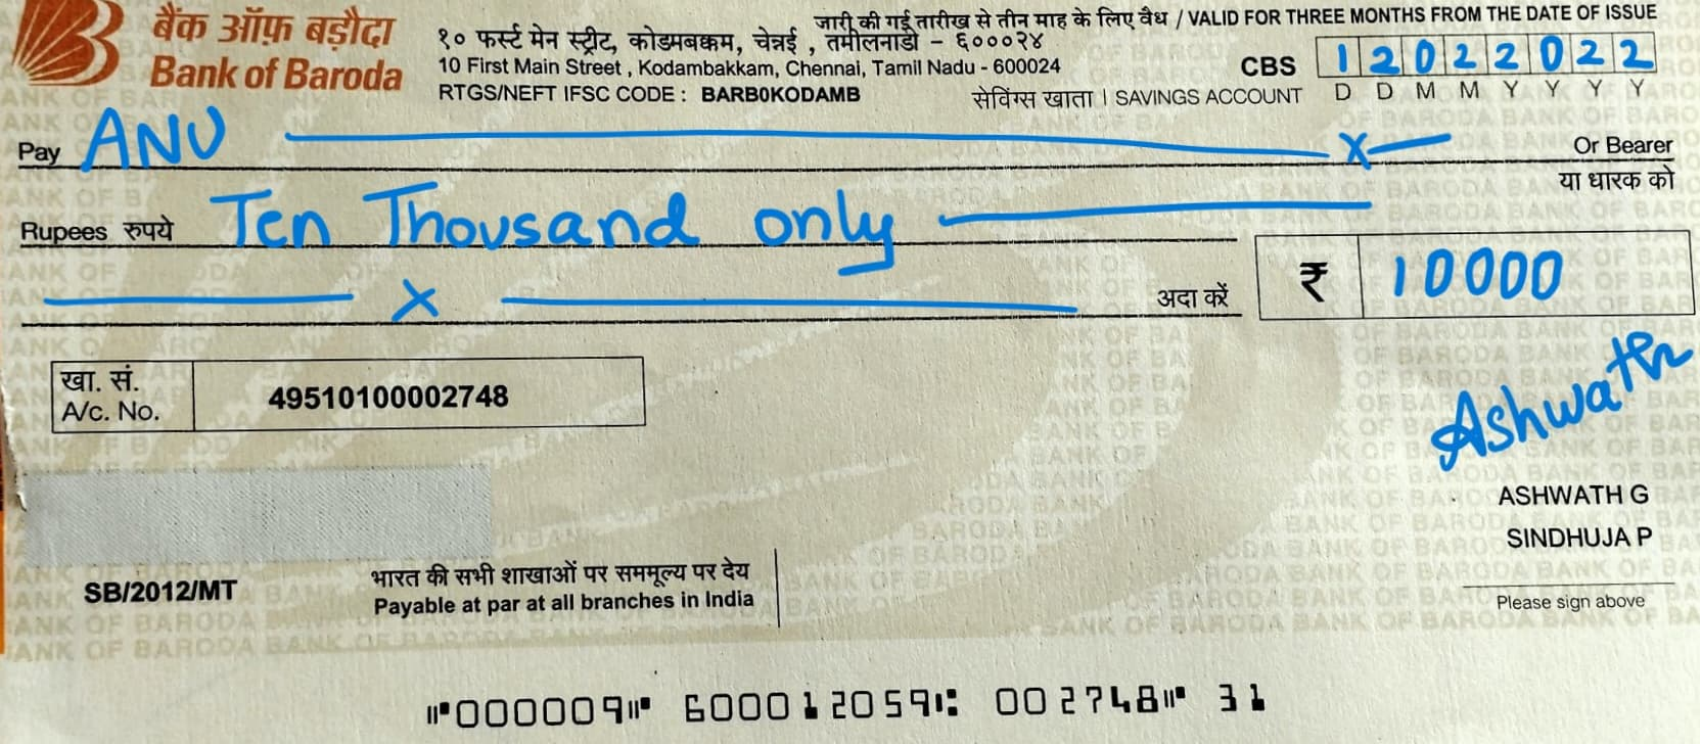 जारी की गई तारीख से तीन माह के लिए वैध / VALID FOR THREE MONTHS FROM THE DATE OF ISSUE
बैंक ऑफ़ बड़ौदा
Bank of Baroda
१० फर्स्ट मेन स्ट्रीट, कोडमबक्कम, चेन्नई , तमीलनाडो - ६०००२४
10 First Main Street , Kodambakkam, Chennai, Tamil Nadu - 600024
RTGS/NEFT IFSC CODE : BARB0KODAMB
CBS 1 2 0 2 2 0 2 2
सेविंग्स खाता | SAVINGS ACCOUNT D D M M Y Y Y Y
Pay ANU x Or Bearer
या धारक को
Rupees रुपये Ten Thousand only
x अदा करें ₹ 10000
खा. सं.
A/c. No. 49510100002748
Ashwath
ASHWATH G
SINDHUJA P
Please sign above
SB/2012/MT
भारत की सभी शाखाओं पर सममूल्य पर देय
Payable at par at all branches in India
⑈000009⑈ 600012059⑆ 002748⑈ 31